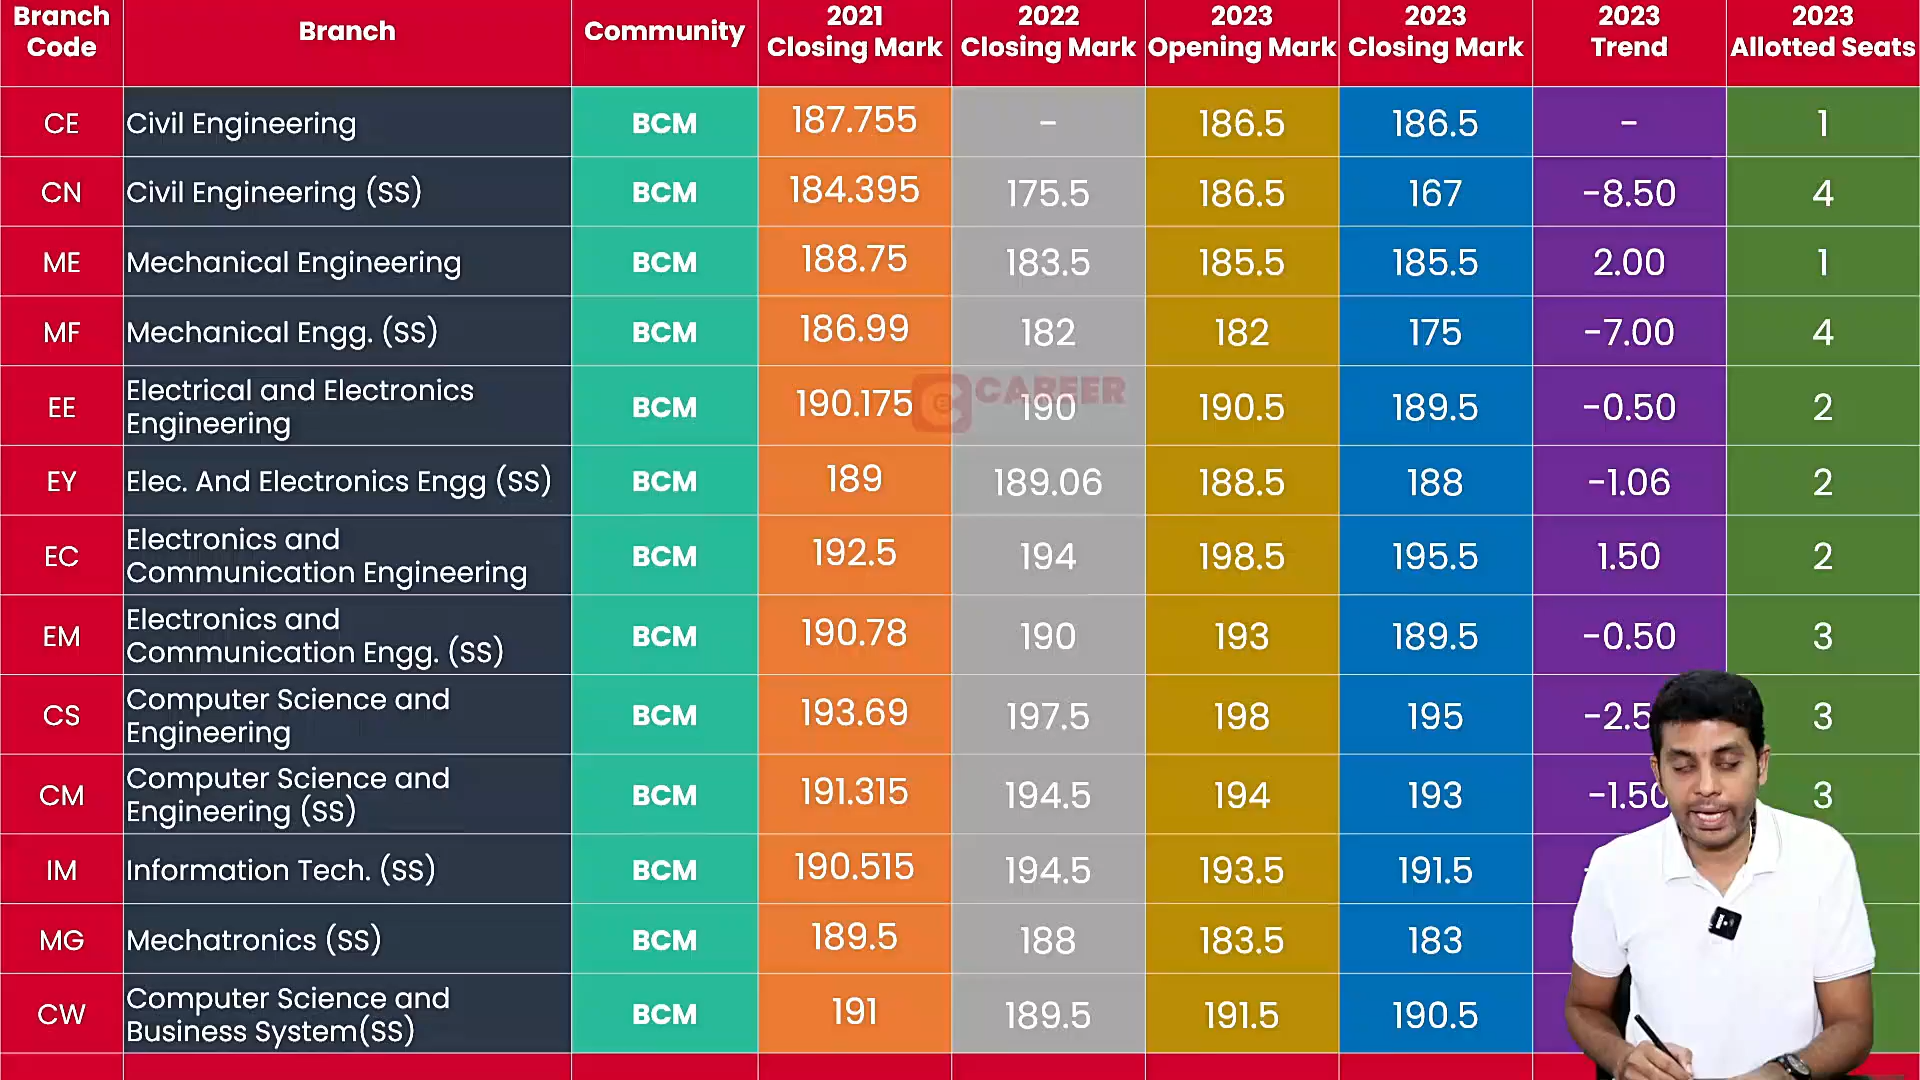 Branch Code Branch Community 2021 Closing Mark 2022 Closing Mark 2023 Opening Mark 2023 Closing Mark 2023 Trend 2023 Allotted Seats
CE Civil Engineering BCM 187.755 - 186.5 186.5 - 1
CN Civil Engineering (SS) BCM 184.395 175.5 186.5 167 -8.50 4
ME Mechanical Engineering BCM 188.75 183.5 185.5 185.5 2.00 1
MF Mechanical Engg. (SS) BCM 186.99 182 182 175 -7.00 4
EE Electrical and Electronics Engineering BCM 190.175 190 190.5 189.5 -0.50 2
CAREER
EY Elec. And Electronics Engg (SS) BCM 189 189.06 188.5 188 -1.06 2
EC Electronics and Communication Engineering BCM 192.5 194 198.5 195.5 1.50 2
EM Electronics and Communication Engg. (SS) BCM 190.78 190 193 189.5 -0.50 3
CS Computer Science and Engineering BCM 193.69 197.5 198 195 -2.5 3
CM Computer Science and Engineering (SS) BCM 191.315 194.5 194 193 -1.50 3
IM Information Tech. (SS) BCM 190.515 194.5 193.5 191.5
MG Mechatronics (SS) BCM 189.5 188 183.5 183
CW Computer Science and Business System(SS) BCM 191 189.5 191.5 190.5